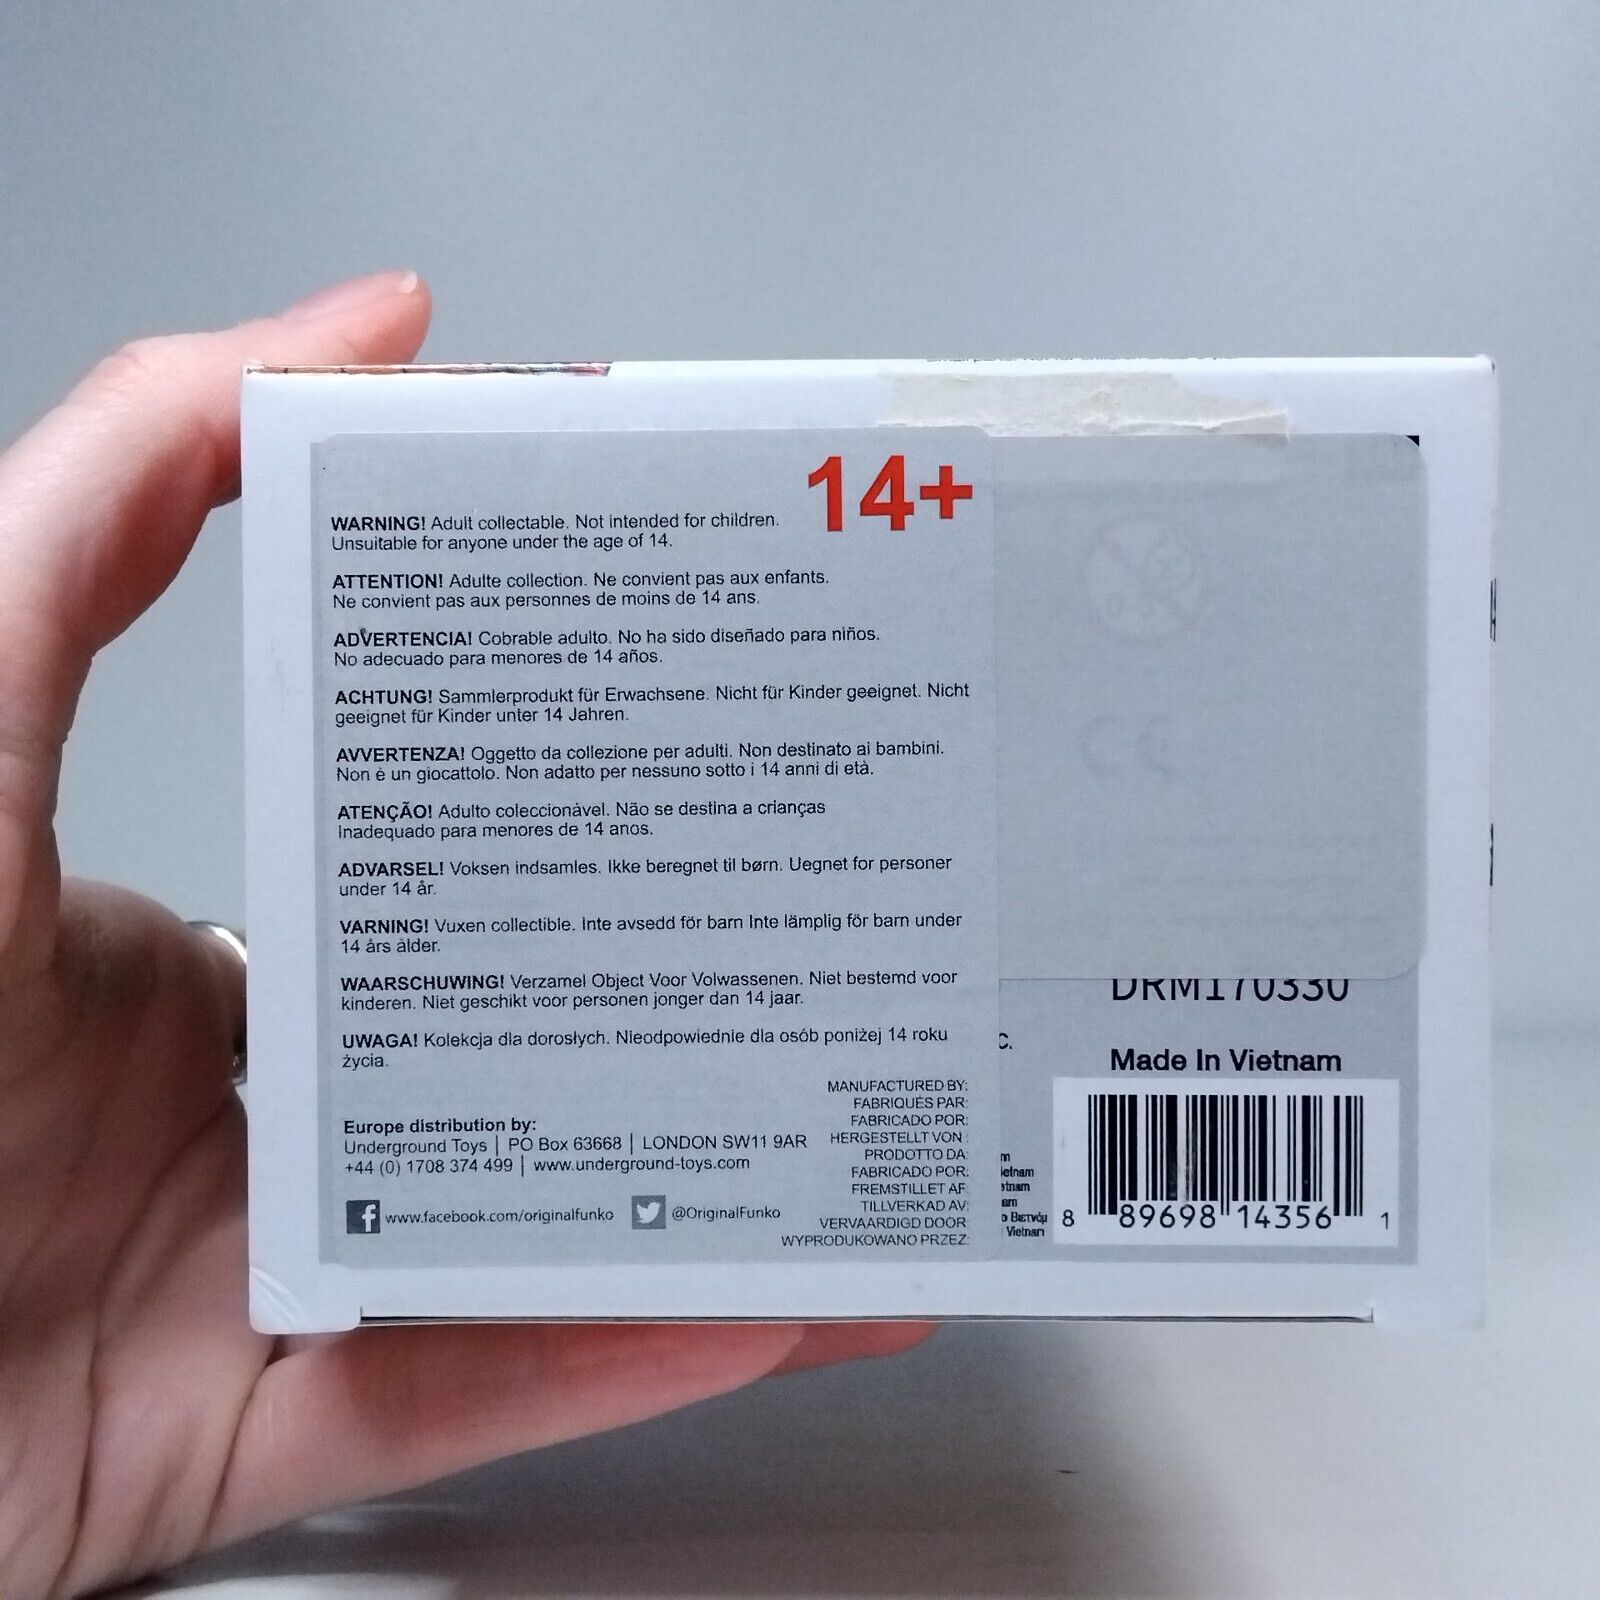 14+
WARNING! Adult collectable. Not intended for children.
Unsuitable for anyone under the age of 14.
ATTENTION! Adulte collection. Ne convient pas aux enfants.
Ne convient pas aux personnes de moins de 14 ans.
ADVERTENCIA! Cobrable adulto. No ha sido diseñado para niños.
No adecuado para menores de 14 años.
ACHTUNG! Sammlerprodukt für Erwachsene. Nicht für Kinder geeignet. Nicht
geeignet für Kinder unter 14 Jahren.
AVVERTENZA! Oggetto da collezione per adulti. Non destinato ai bambini.
Non è un giocattolo. Non adatto per nessuno sotto i 14 anni di età.
ATENÇÃO! Adulto coleccionável. Não se destina a crianças
Inadequado para menores de 14 anos.
ADVARSEL! Voksen indsamles. Ikke beregnet til børn. Uegnet for personer
under 14 år.
VARNING! Vuxen collectible. Inte avsedd för barn Inte lämplig för barn under
14 års ålder.
WAARSCHUWING! Verzamel Object Voor Volwassenen. Niet bestemd voor
kinderen. Niet geschikt voor personen jonger dan 14 jaar.
UWAGA! Kolekcja dla dorosłych. Nieodpowiednie dla osób poniżej 14 roku
życia.
Europe distribution by:
Underground Toys | PO Box 63668 | LONDON SW11 9AR
+44 (0) 1708 374 499 | www.underground-toys.com
www.facebook.com/originalfunko @OriginalFunko
MANUFACTURED BY:
FABRIQUÉS PAR:
FABRICADO POR:
HERGESTELLT VON :
PRODOTTO DA:
FABRICADO POR:
FREMSTILLET AF:
TILLVERKAD AV:
VERVAARDIGD DOOR:
WYPRODUKOWANO PRZEZ:
DRM170330
C.
Made In Vietnam
Βιετνάμ
Vietnam
8 89698 14356 1